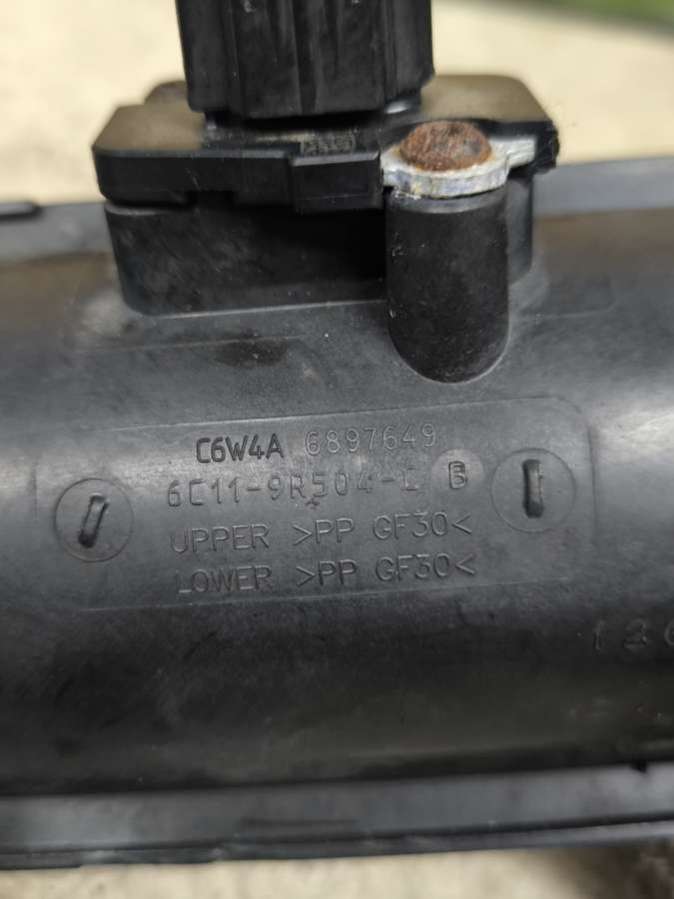 C6W4A 6897649
6C11-9R504- B
UPPER >PP GF30<
LOWER >PP GF30<